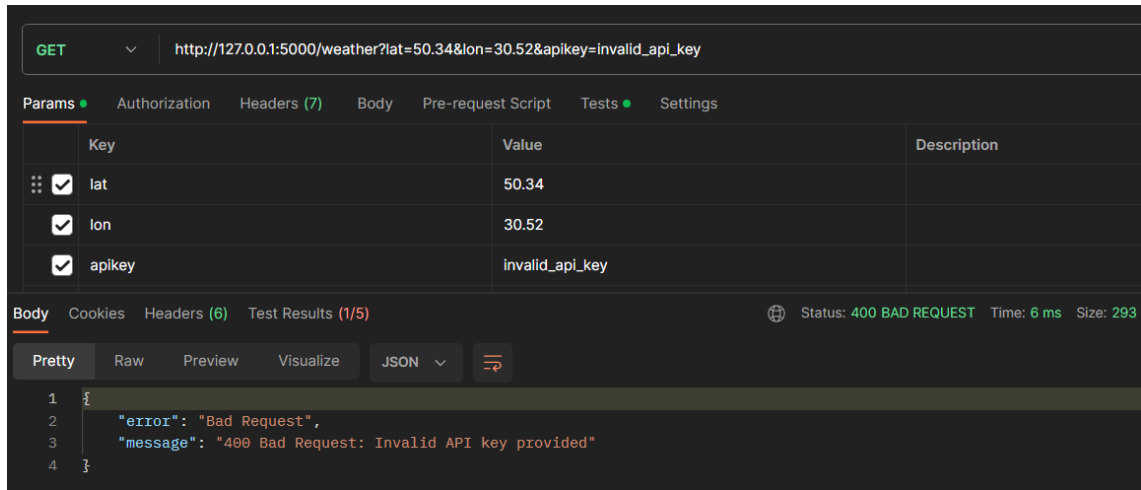 GET http://127.0.0.1:5000/weather?lat=50.34&lon=30.52&apikey=invalid_api_key
Params Authorization Headers (7) Body Pre-request Script Tests Settings
Key Value Description
lat 50.34
lon 30.52
apikey invalid_api_key
Body Cookies Headers (6) Test Results (1/5) Status: 400 BAD REQUEST Time: 6 ms Size: 293
Pretty Raw Preview Visualize JSON
1 {
2 "error": "Bad Request",
3 "message": "400 Bad Request: Invalid API key provided"
4 }